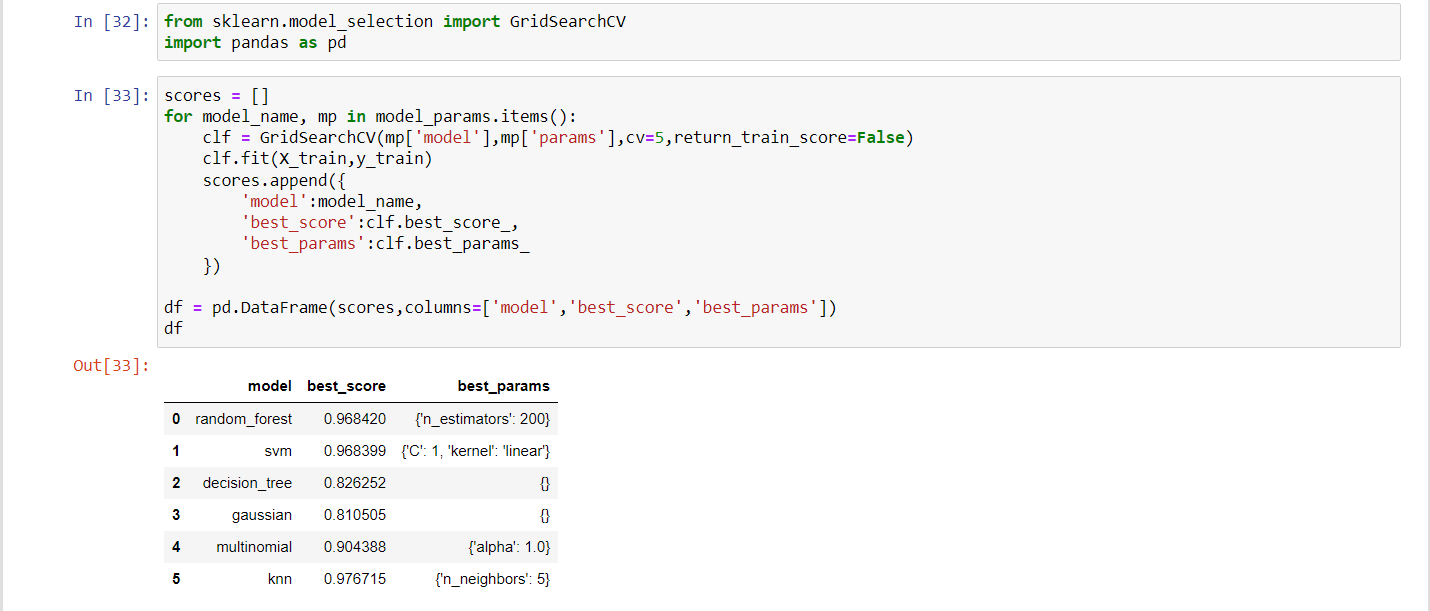 In [32]: from sklearn.model_selection import GridSearchCV
import pandas as pd
In [33]: scores = []
for model_name, mp in model_params.items():
    clf = GridSearchCV(mp['model'],mp['params'],cv=5,return_train_score=False)
    clf.fit(X_train,y_train)
    scores.append({
        'model':model_name,
        'best_score':clf.best_score_,
        'best_params':clf.best_params_
    })
df = pd.DataFrame(scores,columns=['model','best_score','best_params'])
df
Out[33]:
model best_score best_params
0 random_forest 0.968420 {'n_estimators': 200}
1 svm 0.968399 {'C': 1, 'kernel': 'linear'}
2 decision_tree 0.826252 {}
3 gaussian 0.810505 {}
4 multinomial 0.904388 {'alpha': 1.0}
5 knn 0.976715 {'n_neighbors': 5}